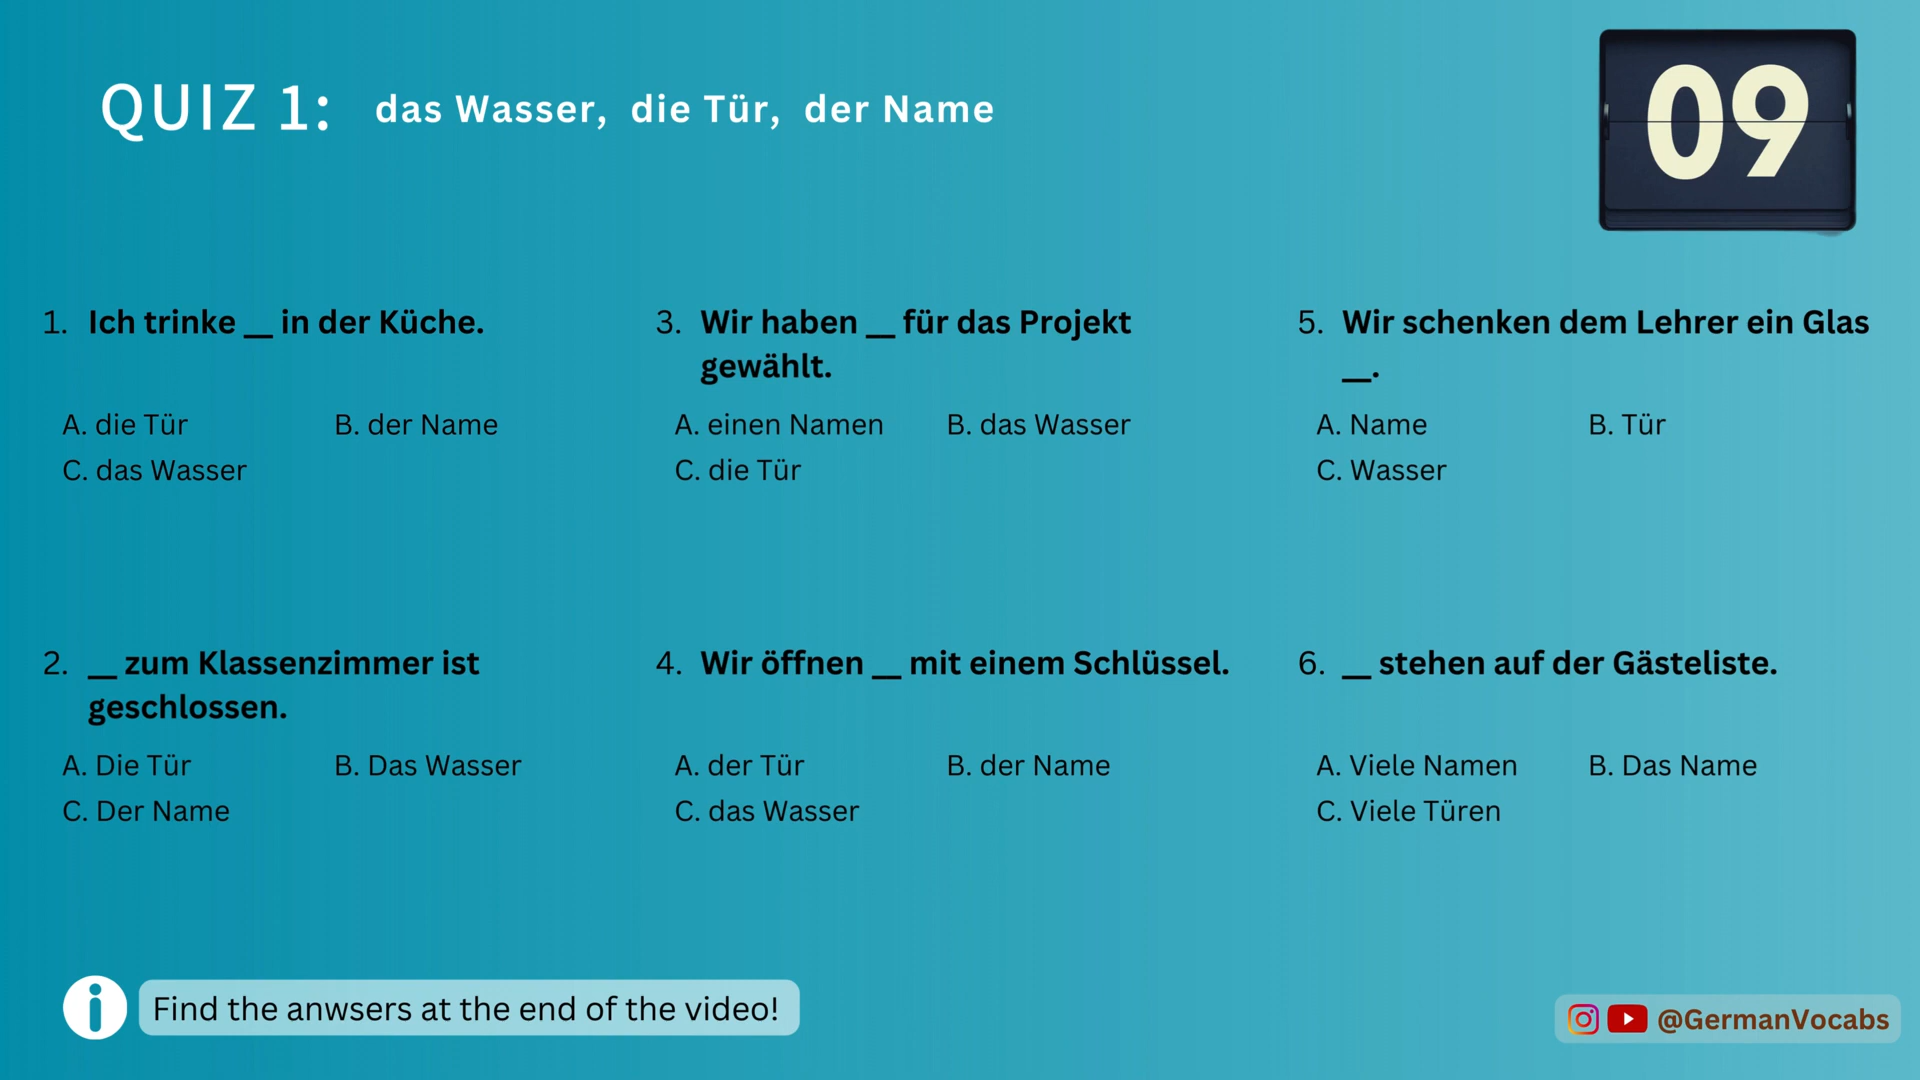 QUIZ 1: das Wasser, die Tür, der Name
09
1. Ich trinke __ in der Küche.
A. die Tür B. der Name
C. das Wasser
2. __ zum Klassenzimmer ist
geschlossen.
A. Die Tür B. Das Wasser
C. Der Name
3. Wir haben __ für das Projekt
gewählt.
A. einen Namen B. das Wasser
C. die Tür
4. Wir öffnen __ mit einem Schlüssel.
A. der Tür B. der Name
C. das Wasser
5. Wir schenken dem Lehrer ein Glas
__.
A. Name B. Tür
C. Wasser
6. __ stehen auf der Gästeliste.
A. Viele Namen B. Das Name
C. Viele Türen
i Find the anwsers at the end of the video!
@GermanVocabs